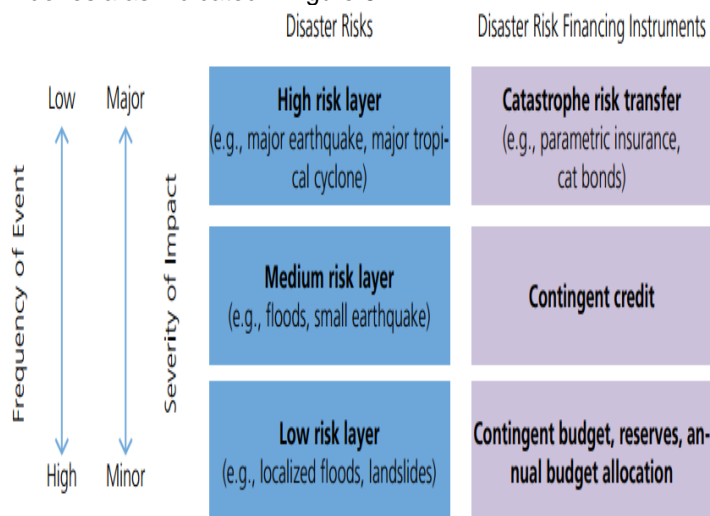 Disaster Risks
Disaster Risk Financing Instruments
Low
Major
High risk layer
(e.g., major earthquake, major tropi-
cal cyclone)
Catastrophe risk transfer
(e.g., parametric insurance,
cat bonds)
Frequency of Event
Severity of Impact
Medium risk layer
(e.g., floods, small earthquake)
Contingent credit
High
Minor
Low risk layer
(e.g., localized floods, landslides)
Contingent budget, reserves, an-
nual budget allocation